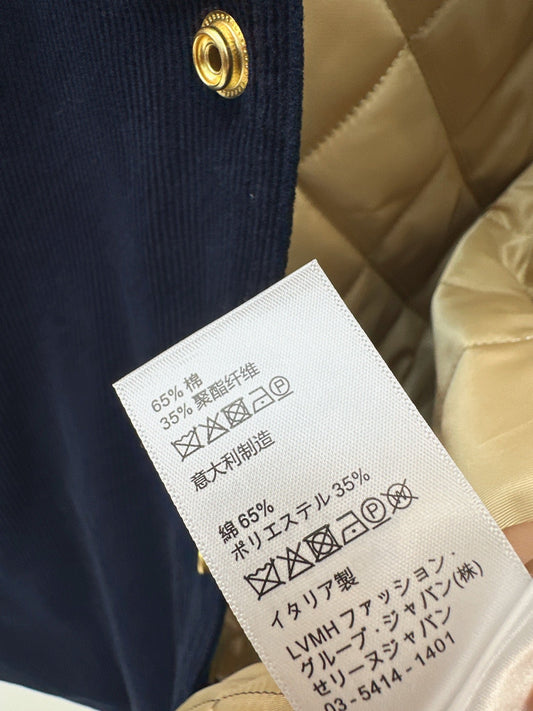 65% 棉
35% 聚酯纤维
意大利制造
綿 65%
ポリエステル 35%
イタリア製
LVMH ファッション・
グループ・ジャパン(株)
せリーヌジャパン
03-5414-1401